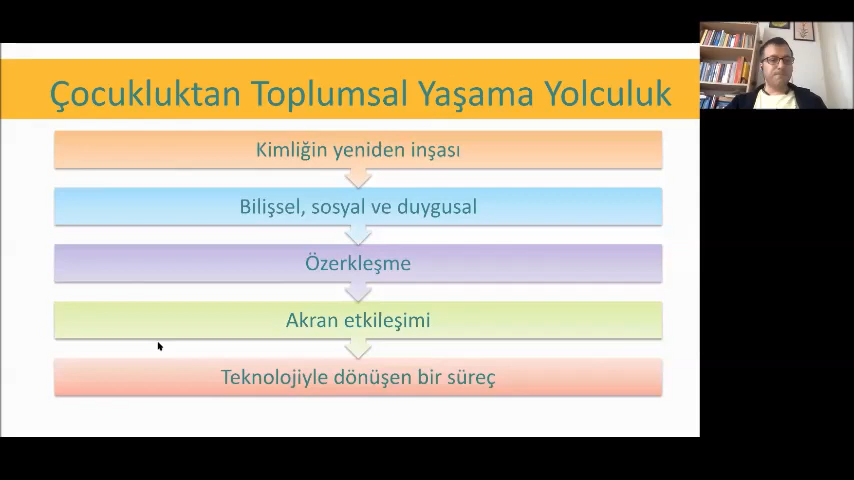 Çocukluktan Toplumsal Yaşama Yolculuk
Kimliğin yeniden inşası
Bilişsel, sosyal ve duygusal
Özerkleşme
Akran etkileşimi
Teknolojiyle dönüşen bir süreç